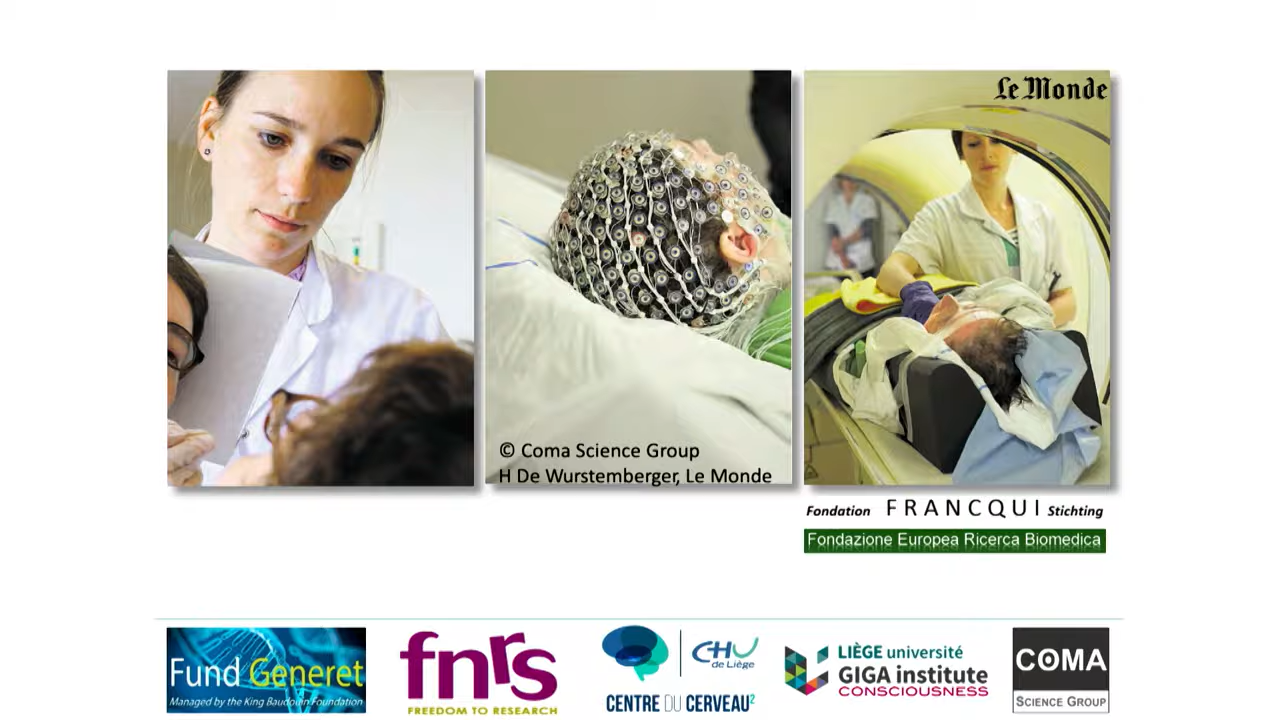 Le Monde
© Coma Science Group
H De Wurstemberger, Le Monde
Fondation FRANCQUI Stichting
Fondazione Europea Ricerca Biomedica
Fund Generet
Managed by the King Baudouin Foundation
fnrs
FREEDOM TO RESEARCH
CHU
de Liège
CENTRE DU CERVEAU²
LIÈGE université
GIGA institute
CONSCIOUSNESS
COMA
SCIENCE GROUP